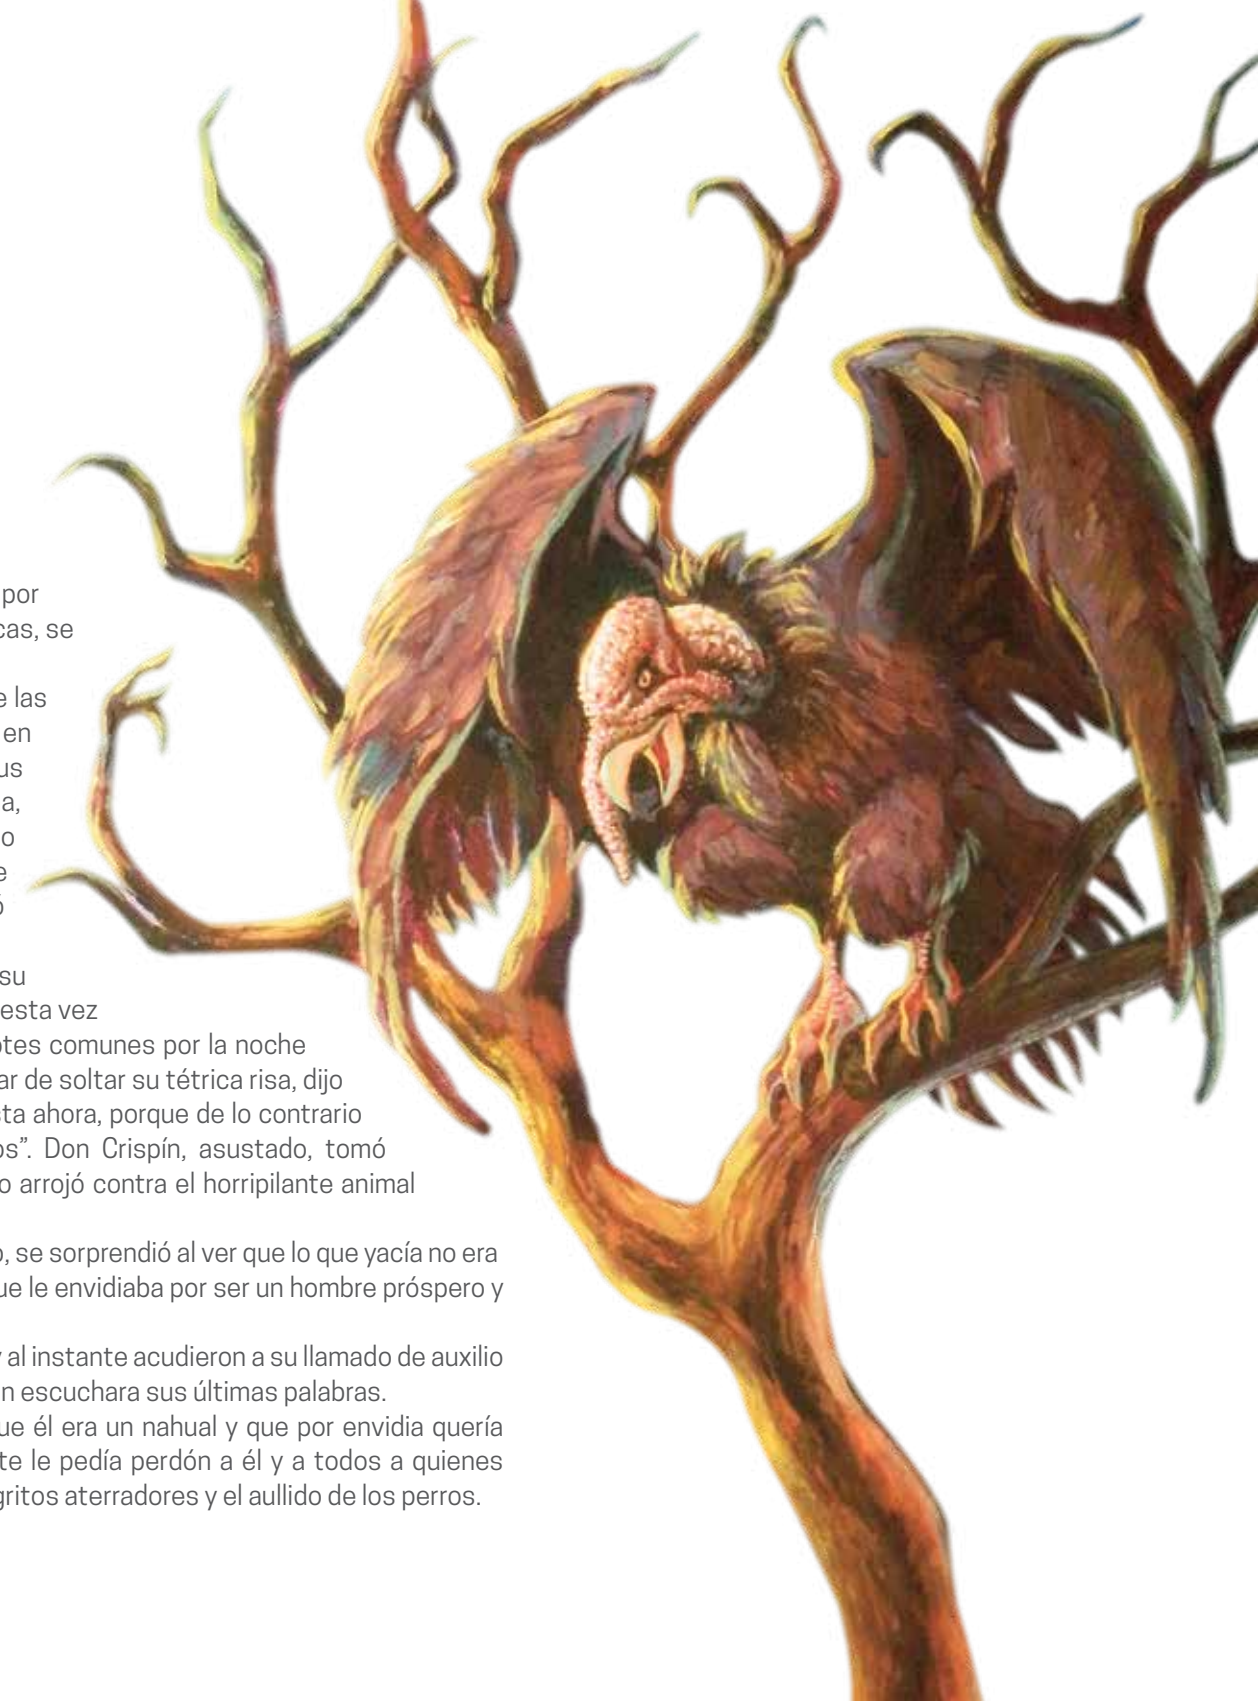 por
cas, se
e las
en
us
a,
o
e
ó
su
esta vez
otes comunes por la noche
ar de soltar su tétrica risa, dijo
sta ahora, porque de lo contrario
os”. Don Crispín, asustado, tomó
o arrojó contra el horripilante animal
o, se sorprendió al ver que lo que yacía no era
ue le envidiaba por ser un hombre próspero y
y al instante acudieron a su llamado de auxilio
n escuchara sus últimas palabras.
ue él era un nahual y que por envidia quería
te le pedía perdón a él y a todos a quienes
gritos aterradores y el aullido de los perros.